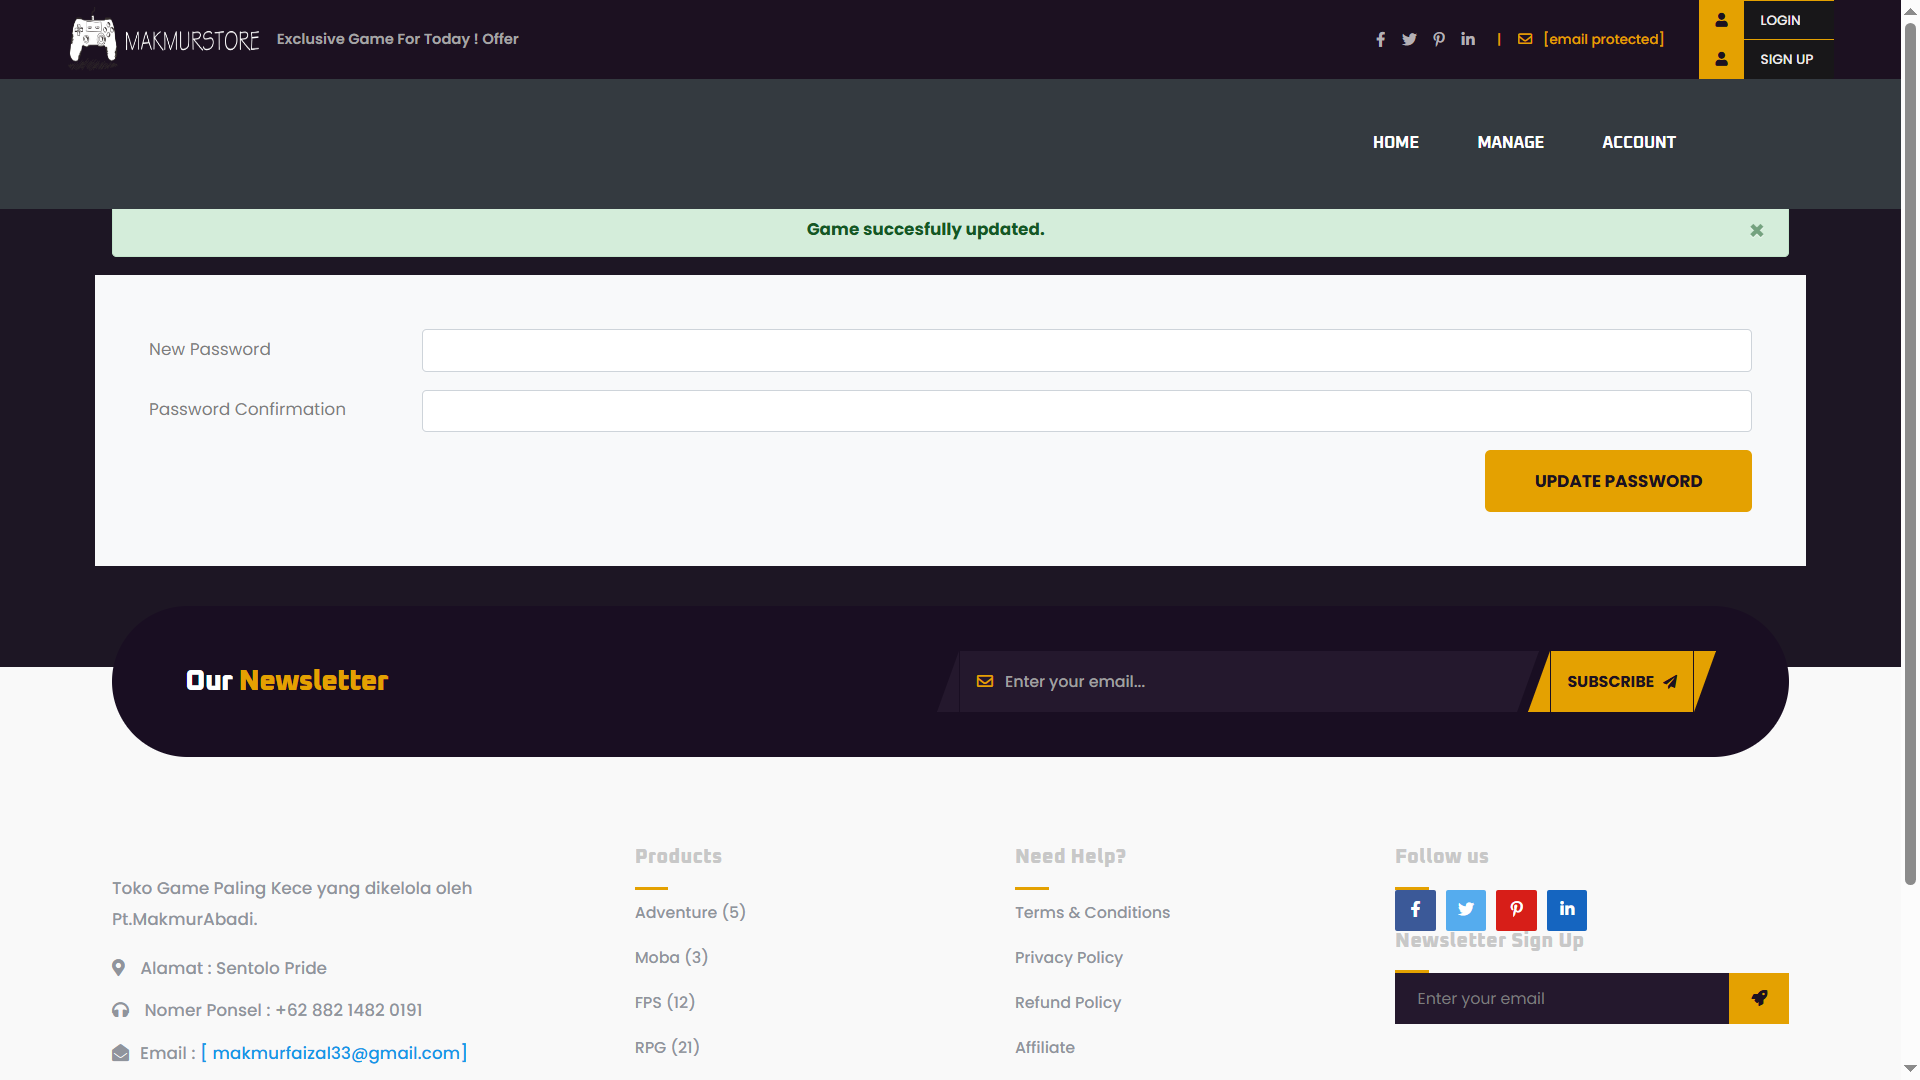 MAKMURSTORE
Exclusive Game For Today ! Offer
| [email protected]
LOGIN
SIGN UP
HOME
MANAGE
ACCOUNT
Game succesfully updated.
×
New Password
Password Confirmation
UPDATE PASSWORD
Our Newsletter
Enter your email...
SUBSCRIBE
Toko Game Paling Kece yang dikelola oleh
Pt.MakmurAbadi.
Alamat : Sentolo Pride
Nomer Ponsel : +62 882 1482 0191
Email : [ makmurfaizal33@gmail.com]
Products
Adventure (5)
Moba (3)
FPS (12)
RPG (21)
Need Help?
Terms & Conditions
Privacy Policy
Refund Policy
Affiliate
Follow us
Newsletter Sign Up
Enter your email